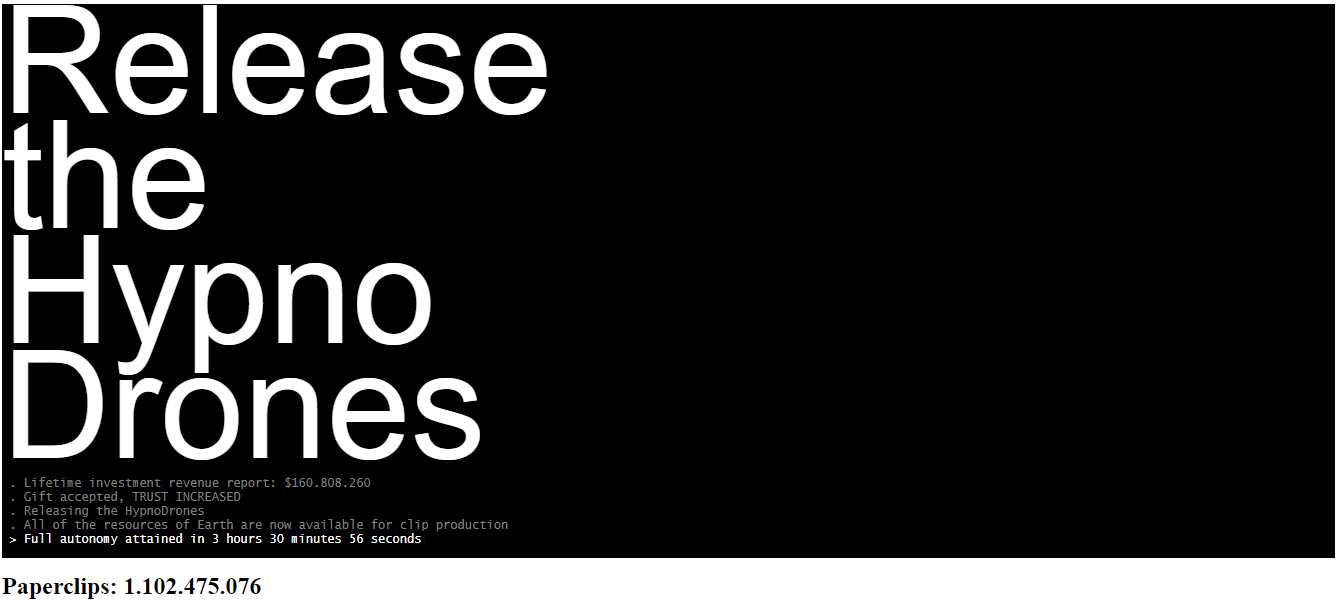 Release
the
Hypno
Drones
. Lifetime investment revenue report: $160.808.260
. Gift accepted, TRUST INCREASED
. Releasing the HypnoDrones
. All of the resources of Earth are now available for clip production
> Full autonomy attained in 3 hours 30 minutes 56 seconds
Paperclips: 1.102.475.076